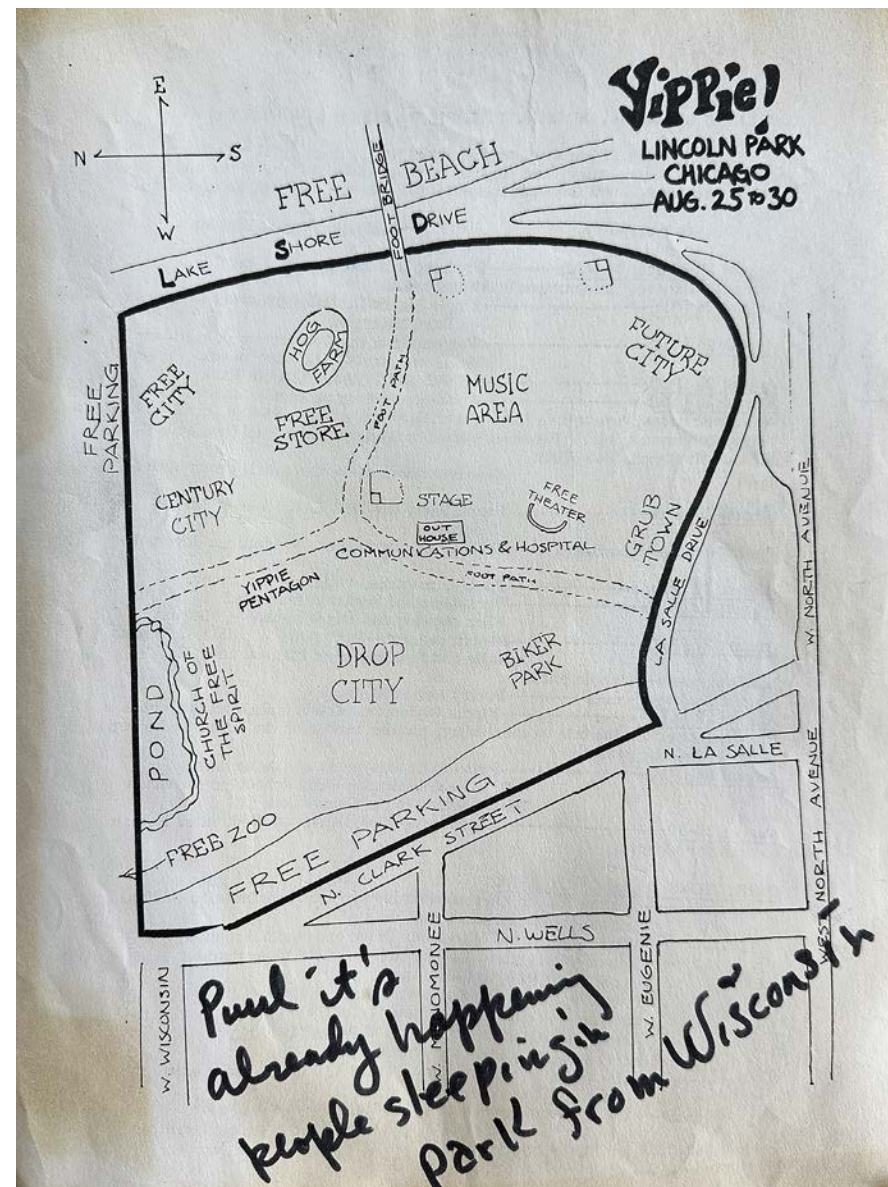 Yippie!
LINCOLN PARK
CHICAGO
AUG. 25 TO 30
E
N
S
W
FREE BEACH
FOOT BRIDGE
LAKE SHORE DRIVE
FREE PARKING
FREE
CITY
HOG
FARM
FREE
STORE
FOOT PATH
MUSIC
AREA
FUTURE
CITY
CENTURY
CITY
STAGE
FREE
THEATER
OUT
HOUSE
COMMUNICATIONS & HOSPITAL
GRUB
TOWN
YIPPIE
PENTAGON
FOOT PATH
LA SALLE DRIVE
W. NORTH AVENUE
POND
CHURCH OF
THE FREE
SPIRIT
DROP
CITY
BIKER
PARK
FREE ZOO
FREE PARKING
N. CLARK STREET
N. LA SALLE
N. WELLS
W. WISCONSIN
W. MENOMONEE
W. EUGENIE
WEST NORTH AVENUE
Paul it's
already happening
people sleeping in
park from Wisconsin